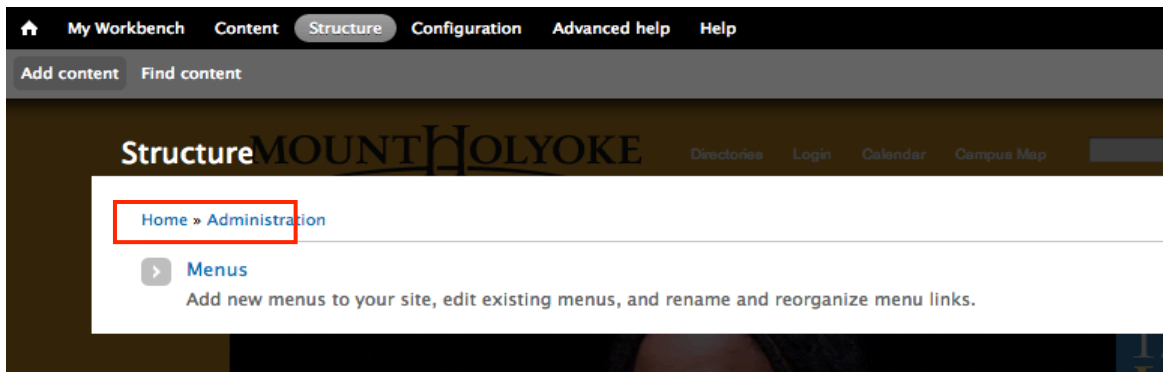 My Workbench Content Structure Configuration Advanced help Help
Add content Find content
Structure
MOUNT HOLYOKE
Directories Login Calendar Campus Map
Home » Administration
Menus
Add new menus to your site, edit existing menus, and rename and reorganize menu links.